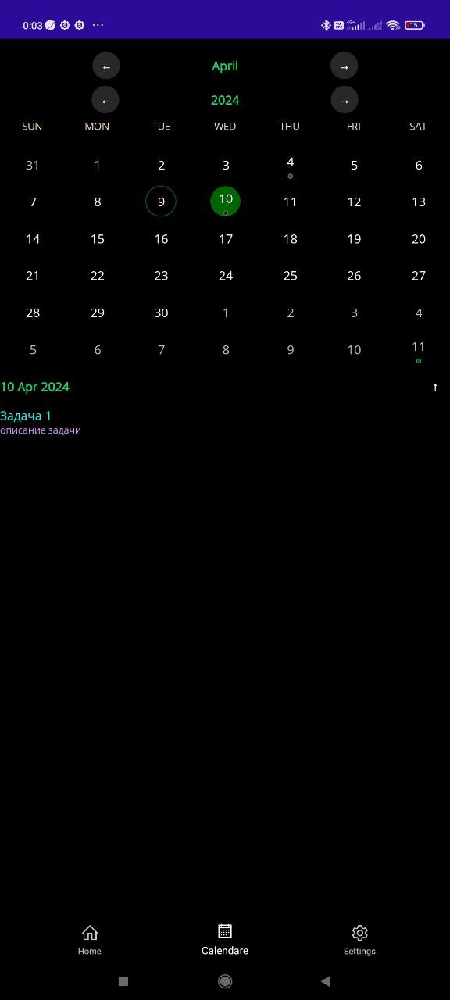 0:03 ... 4G+ 15
← April →
← 2024 →
SUN MON TUE WED THU FRI SAT
31 1 2 3 4 5 6
7 8 9 10 11 12 13
14 15 16 17 18 19 20
21 22 23 24 25 26 27
28 29 30 1 2 3 4
5 6 7 8 9 10 11
10 Apr 2024 ↑
Задача 1
описание задачи
Home Calendare Settings